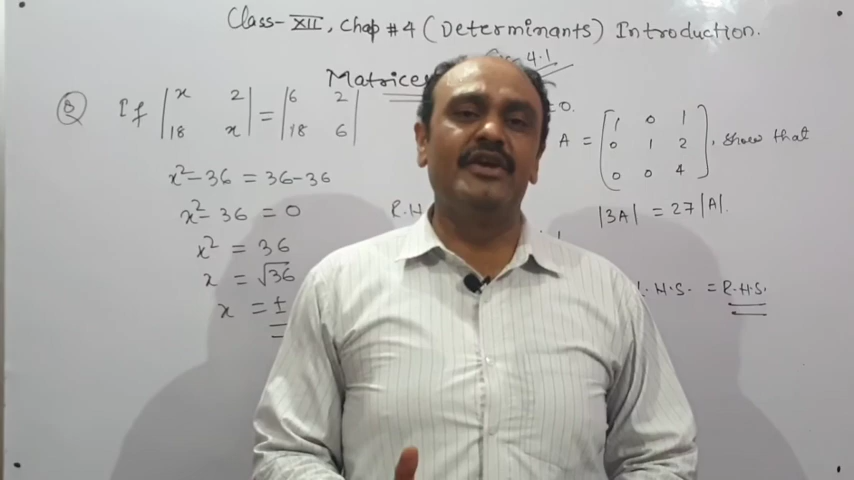 Class-XII, Chap #4 (Determinants) Introduction.
4.1
Matrices
Q If |x 2| = |6 2|
|18 x| |18 6|
x²-36 = 36-36
x²-36 = 0
x² = 36
x = √36
x = ±
R.H
=0.
A = [1 0 1
0 1 2
0 0 4], show that
|3A| = 27|A|.
L.H.S. = R.H.S.